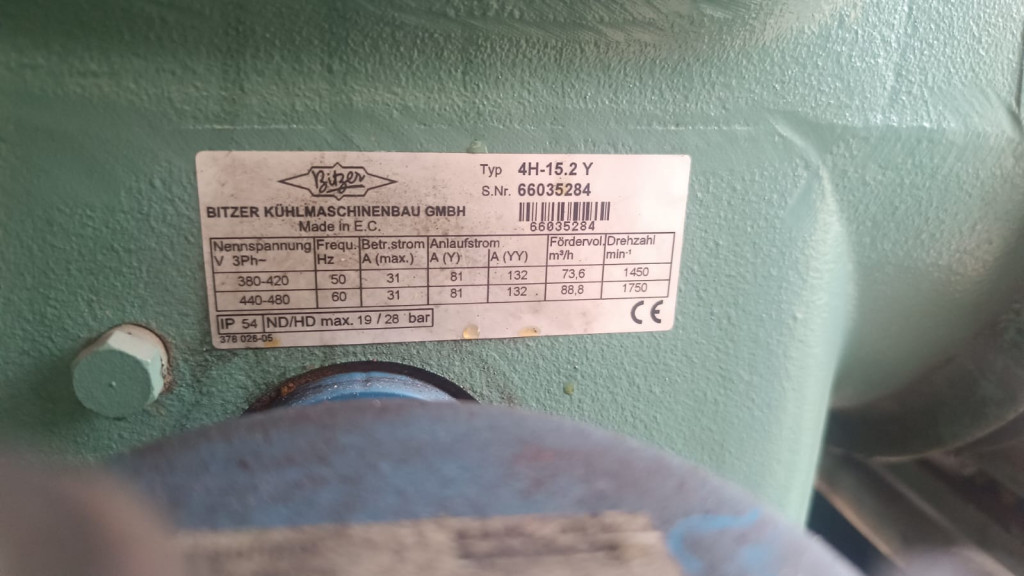 Bitzer
BITZER KÜHLMASCHINENBAU GMBH
Made in E.C.
Typ 4H-15.2 Y
S.Nr. 66035284
66035284
Nennspannung Frequ. Betr.strom Anlaufstrom Fördervol. Drehzahl
V 3Ph~ Hz A (max.) A (Y) A (YY) m³/h min⁻¹
380-420 50 31 81 132 73,6 1450
440-480 60 31 81 132 88,8 1750
IP 54 ND/HD max. 19 / 28 bar
CE
378 026-05